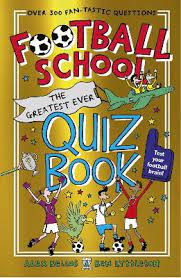 OVER 300 FAN-TASTIC QUESTIONS
FOOTBALL
SCHOOL
THE
GREATEST EVER
QUIZ
BOOK
Test
your
football
brain!
ALEX BELLOS & BEN LYTTLETON